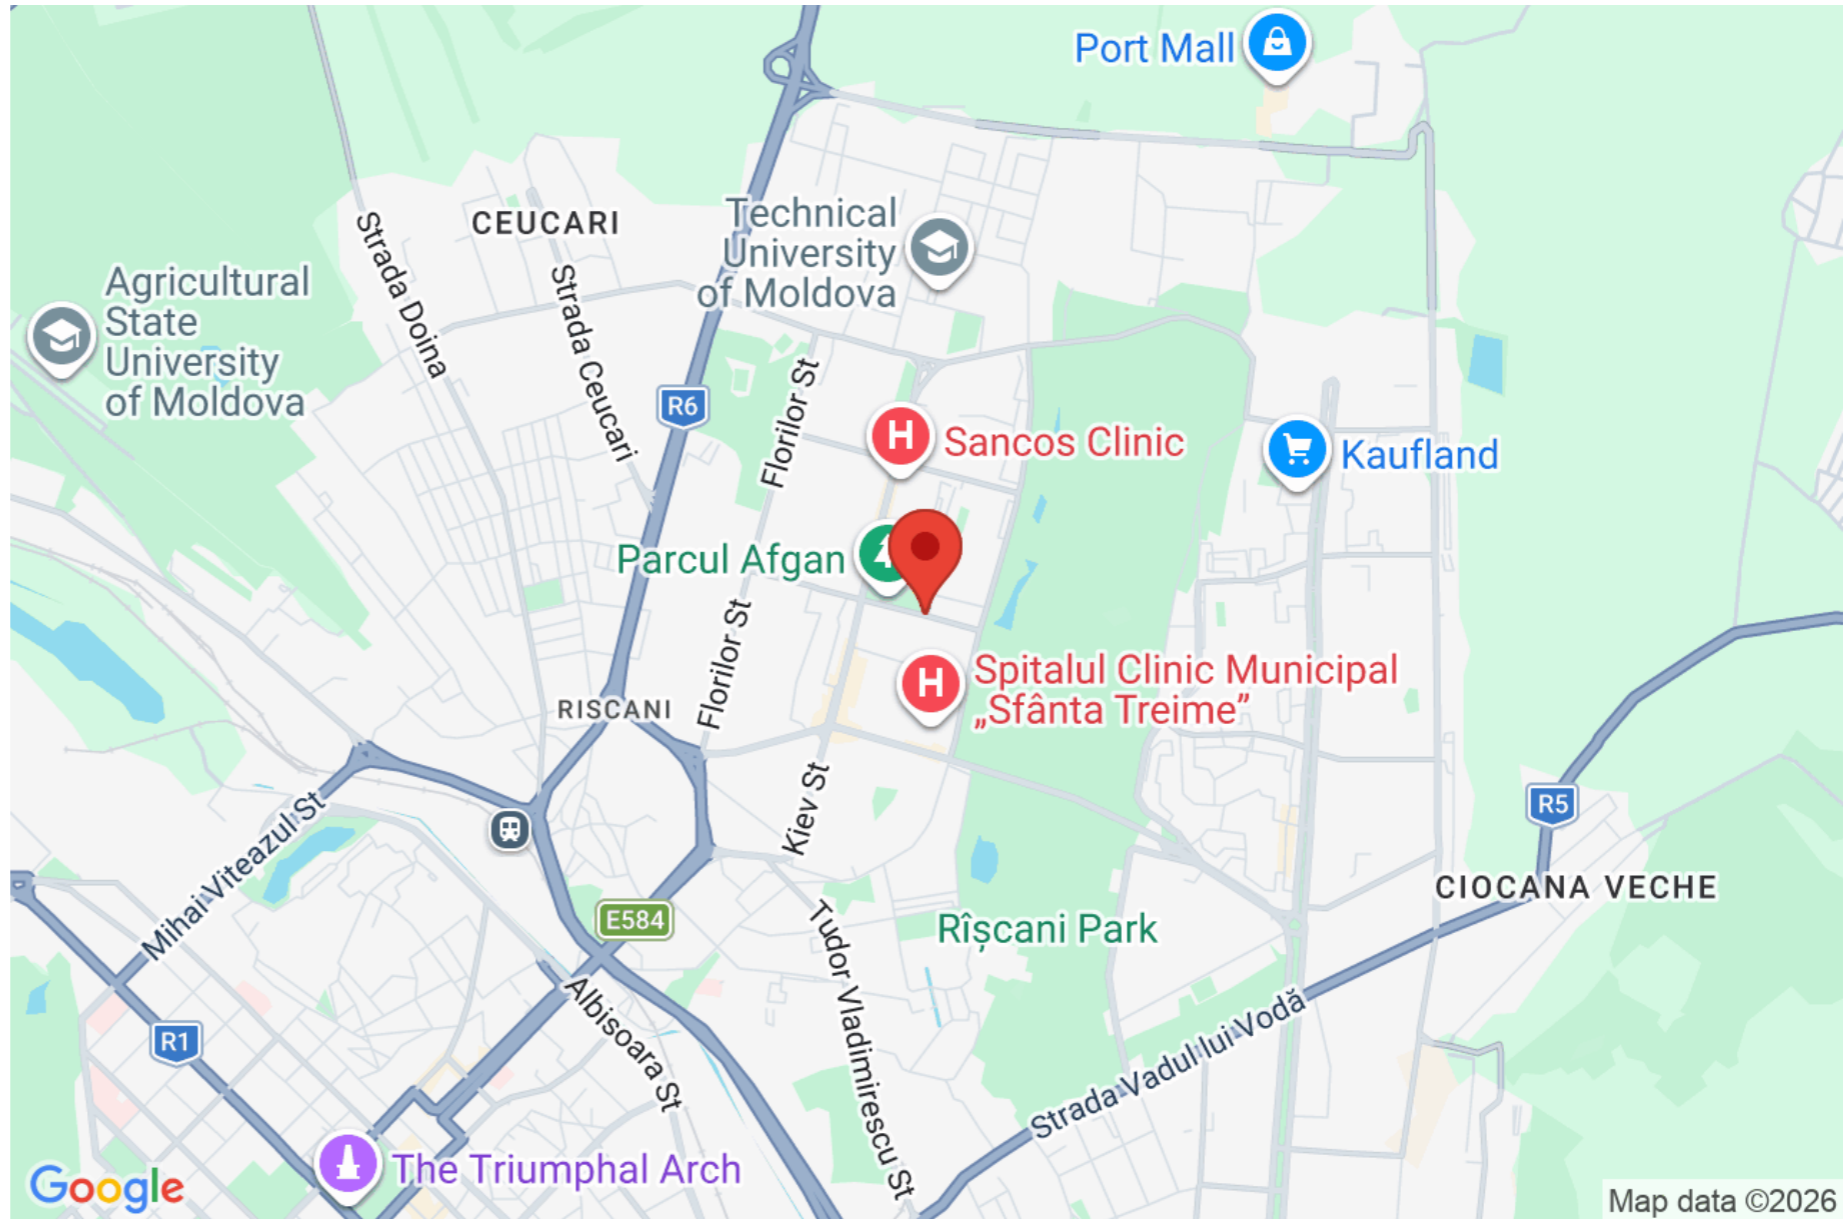 Port Mall
CEUCARI
Technical
University
of Moldova
Strada Doina
Strada Ceucari
Agricultural
State
University
of Moldova
R6
Florilor St
Sancos Clinic
Kaufland
Parcul Afgan
Florilor St
Spitalul Clinic Municipal
„Sfânta Treime”
RISCANI
Kiev St
Mihai Viteazul St
R5
CIOCANA VECHE
E584
Rîșcani Park
Tudor Vladimirescu St
Albisoara St
R1
Strada Vadul lui Vodă
The Triumphal Arch
Google
Map data ©2026